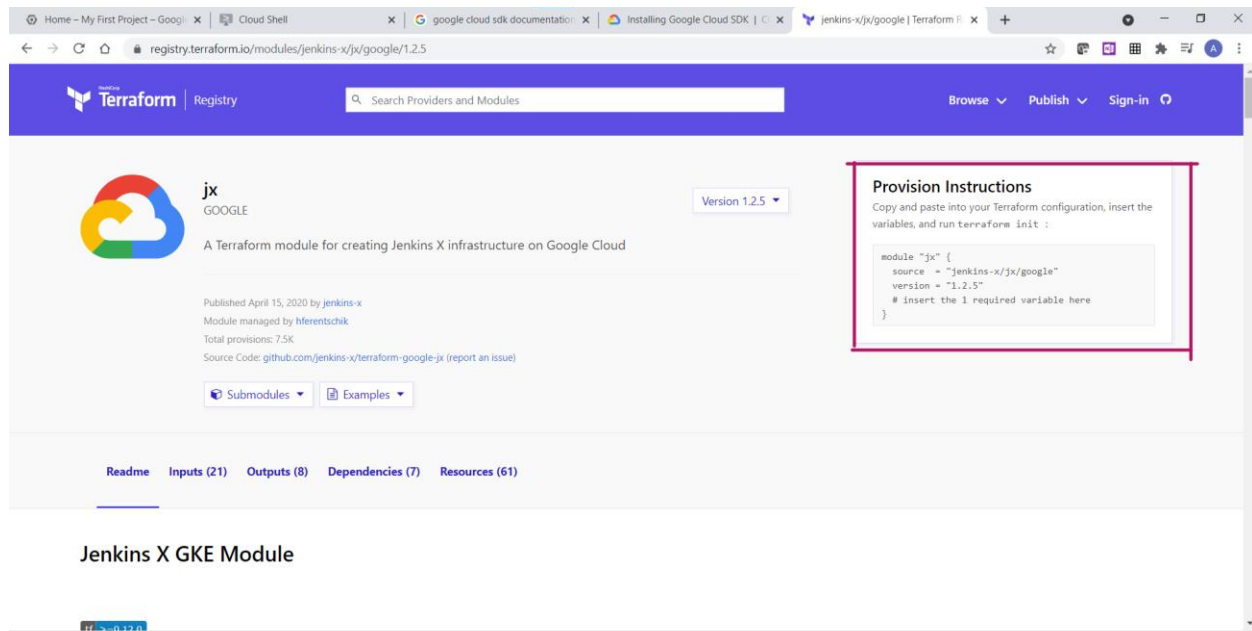 Home – My First Project – Googl
Cloud Shell
google cloud sdk documentation
Installing Google Cloud SDK | C
jenkins-x/jx/google | Terraform R
registry.terraform.io/modules/jenkins-x/jx/google/1.2.5
A
HashiCorp
Terraform | Registry
Search Providers and Modules
Browse
Publish
Sign-in
jx
GOOGLE
Version 1.2.5
A Terraform module for creating Jenkins X infrastructure on Google Cloud
Published April 15, 2020 by jenkins-x
Module managed by hferentschik
Total provisions: 7.5K
Source Code: github.com/jenkins-x/terraform-google-jx (report an issue)
Submodules
Examples
Provision Instructions
Copy and paste into your Terraform configuration, insert the
variables, and run terraform init :
module "jx" {
source = "jenkins-x/jx/google"
version = "1.2.5"
# insert the 1 required variable here
}
Readme Inputs (21) Outputs (8) Dependencies (7) Resources (61)
Jenkins X GKE Module
tf >=0.12.0